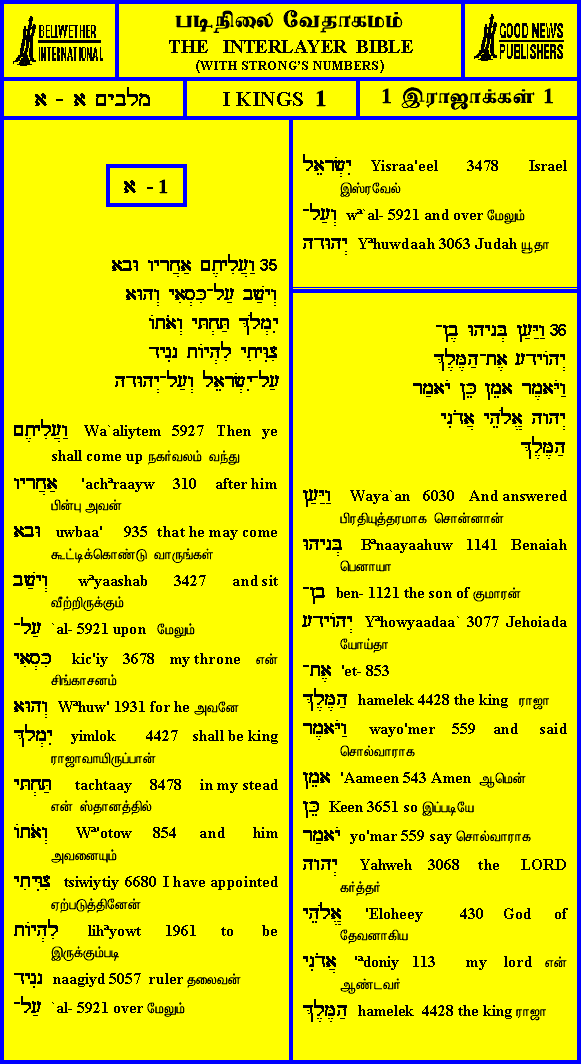 BELLWETHER
INTERNATIONAL
படிநிலை வேதாகமம்
THE INTERLAYER BIBLE
(WITH STRONG'S NUMBERS)
GOOD NEWS
PUBLISHERS
מלבים א - א
I KINGS 1
1 இராஜாக்கள் 1
א - 1
35 וַעֲלִיתֶם אַחֲרָיו וּבָא
וְיָשַׁב עַל־כִּסְאִי וְהוּא
יִמְלֹךְ תַּחְתָּי וְאֹתוֹ
צִוִּיתִי לִהְיוֹת נָגִיד
עַל־יִשְׂרָאֵל וְעַל־יְהוּדָה
וַעֲלִיתֶם Wa`aliytem 5927 Then ye
shall come up நகர்வலம் வந்து
אַחֲרָיו 'achªraayw 310 after him
பின்பு அவன்
וּבָא uwbaa' 935 that he may come
கூட்டிக்கொண்டு வாருங்கள்
וְיָשַׁב wªyaashab 3427 and sit
வீற்றிருக்கும்
עַל־ `al- 5921 upon மேலும்
כִּסְאִי kic'iy 3678 my throne என்
சிங்காசனம்
וְהוּא Wªhuw' 1931 for he அவனே
יִמְלֹךְ yimlok 4427 shall be king
ராஜாவாயிருப்பான்
תַּחְתָּי tachtaay 8478 in my stead
என் ஸ்தானத்தில்
וְאֹתוֹ Wª'otow 854 and him
அவனையும்
צִוִּיתִי tsiwiytiy 6680 I have appointed
ஏற்படுத்தினேன்
לִהְיוֹת lihªyowt 1961 to be
இருக்கும்படி
נָגִיד naagiyd 5057 ruler தலைவன்
עַל־ `al- 5921 over மேலும்
יִשְׂרָאֵל Yisraa'eel 3478 Israel
இஸ்ரவேல்
וְעַל־ wª`al- 5921 and over மேலும்
יְהוּדָה Yªhuwdaah 3063 Judah யூதா
36 וַיַּעַן בְּנָיָהוּ בֶן־
יְהוֹיָדָע אֶת־הַמֶּלֶךְ
וַיֹּאמֶר אָמֵן כֵּן יֹאמַר
יְהוָה אֱלֹהֵי אֲדֹנִי
הַמֶּלֶךְ
וַיַּעַן Waya`an 6030 And answered
பிரதியுத்தரமாக சொன்னான்
בְּנָיָהוּ Bªnaayaahuw 1141 Benaiah
பெனாயா
בֶן־ ben- 1121 the son of குமாரன்
יְהוֹיָדָע Yªhowyaadaa` 3077 Jehoiada
யோய்தா
אֶת־ 'et- 853
הַמֶּלֶךְ hamelek 4428 the king ராஜா
וַיֹּאמֶר wayo'mer 559 and said
சொல்வாராக
אָמֵן 'Aameen 543 Amen ஆமென்
כֵּן Keen 3651 so இப்படியே
יֹאמַר yo'mar 559 say சொல்வாராக
יְהוָה Yahweh 3068 the LORD
கர்த்தர்
אֱלֹהֵי 'Eloheey 430 God of
தேவனாகிய
אֲדֹנִי 'ªdoniy 113 my lord என்
ஆண்டவர்
הַמֶּלֶךְ hamelek 4428 the king ராஜா